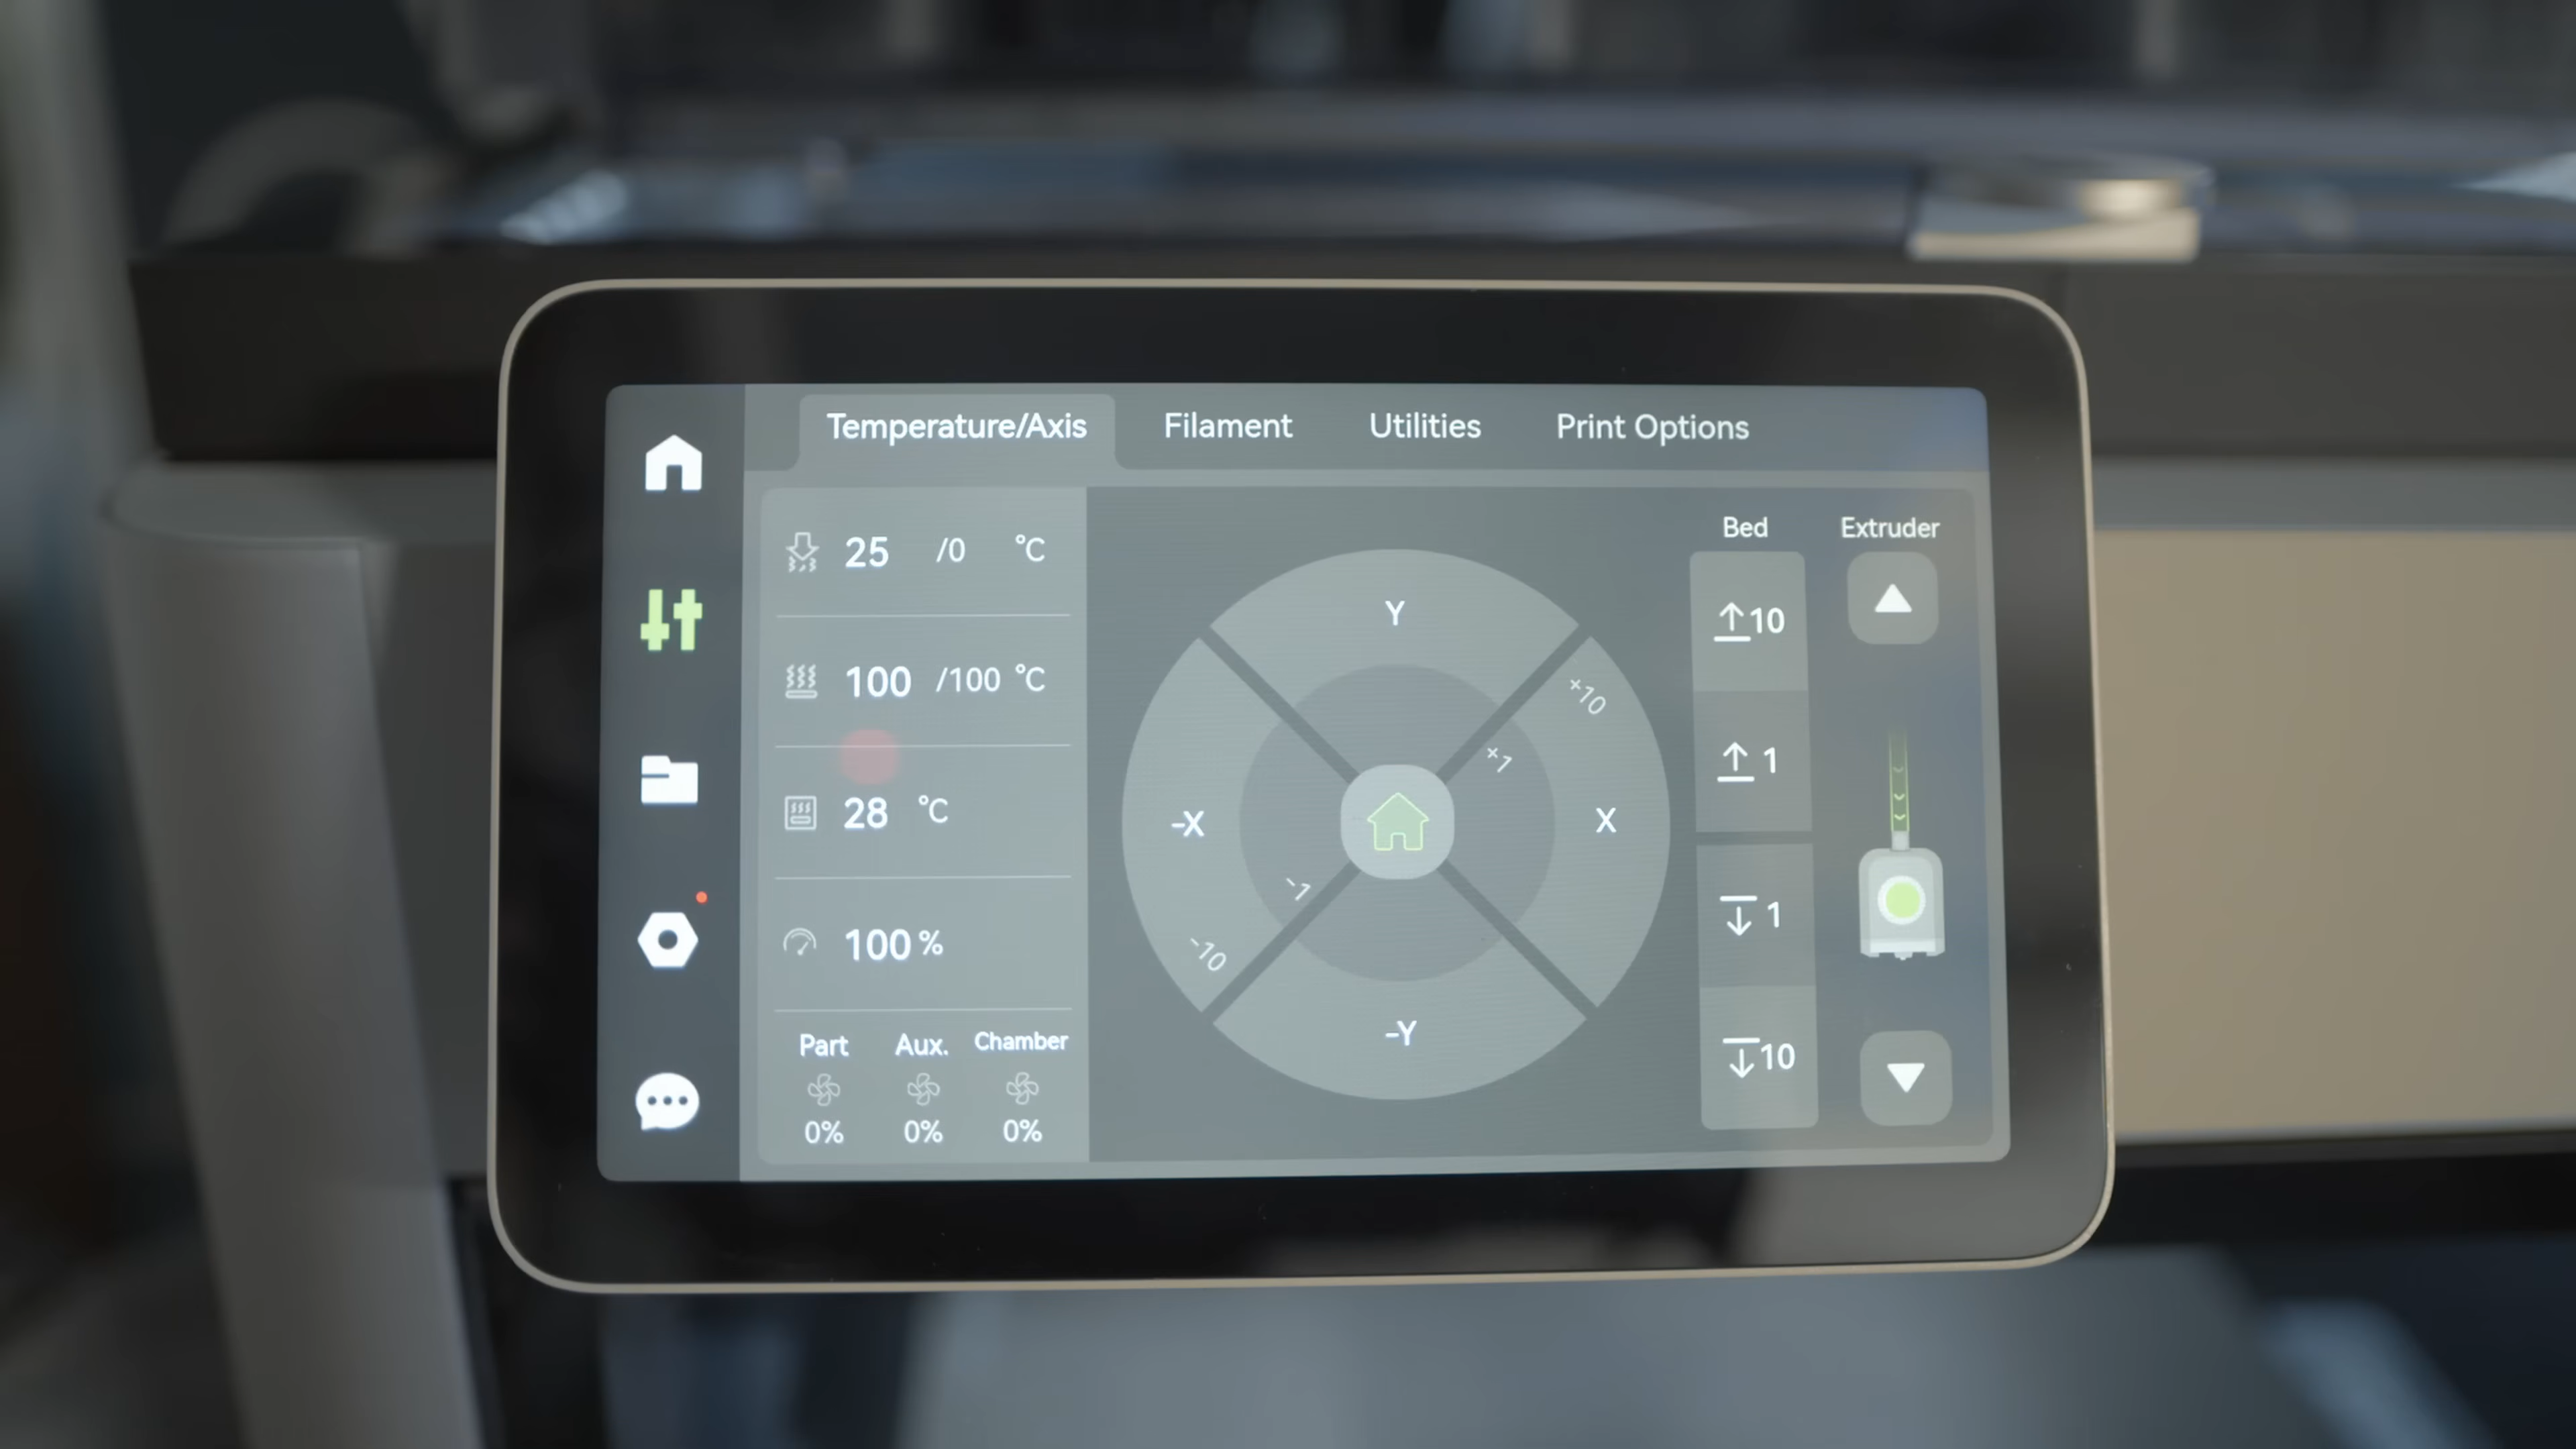 Temperature/Axis Filament Utilities Print Options
25 /0 °C
100 /100 °C
28 °C
100 %
Part Aux. Chamber
0% 0% 0%
Y
+10
+1
-X
X
-1
-10
-Y
Bed
10
1
1
10
Extruder